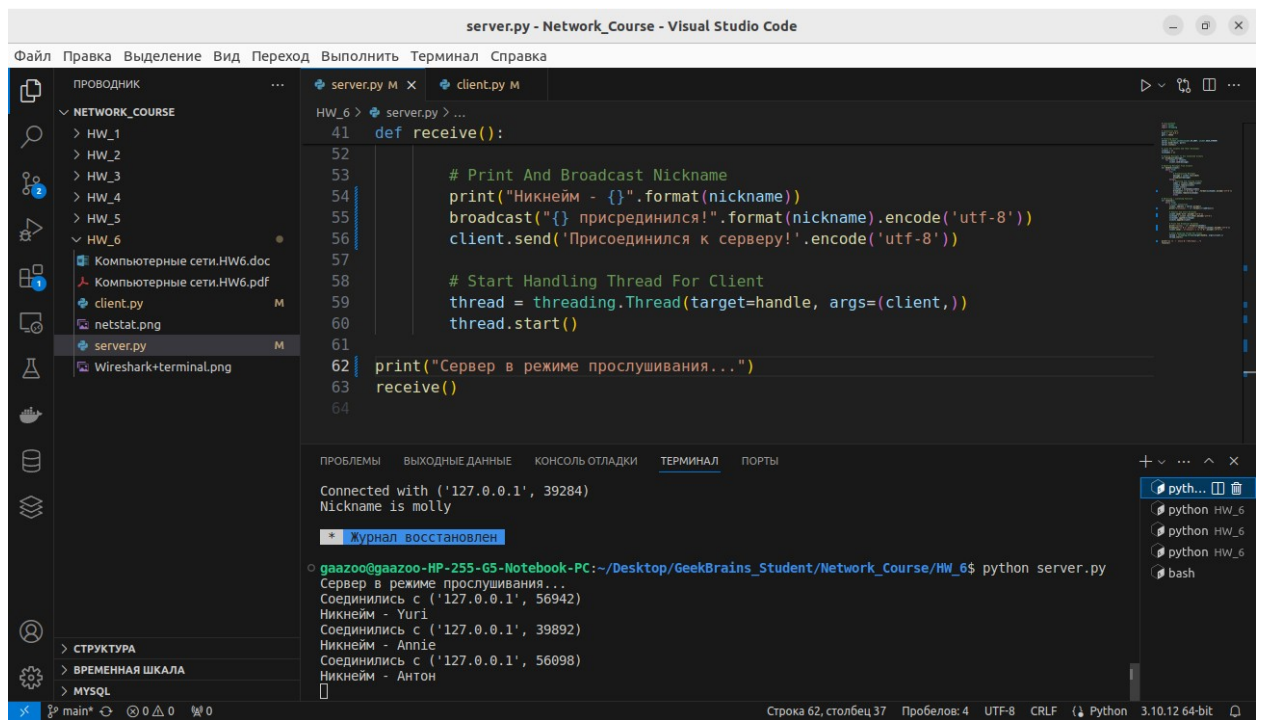 server.py - Network_Course - Visual Studio Code
Файл Правка Выделение Вид Переход Выполнить Терминал Справка
ПРОВОДНИК
NETWORK_COURSE
HW_1
HW_2
HW_3
HW_4
HW_5
HW_6
Компьютерные сети.HW6.doc
Компьютерные сети.HW6.pdf
client.py M
netstat.png
server.py M
Wireshark+terminal.png
СТРУКТУРА
ВРЕМЕННАЯ ШКАЛА
MYSQL
2
1
server.py M client.py M
HW_6 > server.py > ...
41 def receive():
52
53 # Print And Broadcast Nickname
54 print("Никнейм - {}".format(nickname))
55 broadcast("{} присрединился!".format(nickname).encode('utf-8'))
56 client.send('Присоединился к серверу!'.encode('utf-8'))
57
58 # Start Handling Thread For Client
59 thread = threading.Thread(target=handle, args=(client,))
60 thread.start()
61
62 print("Сервер в режиме прослушивания...")
63 receive()
64
ПРОБЛЕМЫ ВЫХОДНЫЕ ДАННЫЕ КОНСОЛЬ ОТЛАДКИ ТЕРМИНАЛ ПОРТЫ
Connected with ('127.0.0.1', 39284)
Nickname is molly
* Журнал восстановлен
gaazoo@gaazoo-HP-255-G5-Notebook-PC:~/Desktop/GeekBrains_Student/Network_Course/HW_6$ python server.py
Сервер в режиме прослушивания...
Соединились с ('127.0.0.1', 56942)
Никнейм - Yuri
Соединились с ('127.0.0.1', 39892)
Никнейм - Annie
Соединились с ('127.0.0.1', 56098)
Никнейм - Антон
pyth...
python HW_6
python HW_6
python HW_6
bash
main* 0 0 0 Строка 62, столбец 37 Пробелов: 4 UTF-8 CRLF Python 3.10.12 64-bit